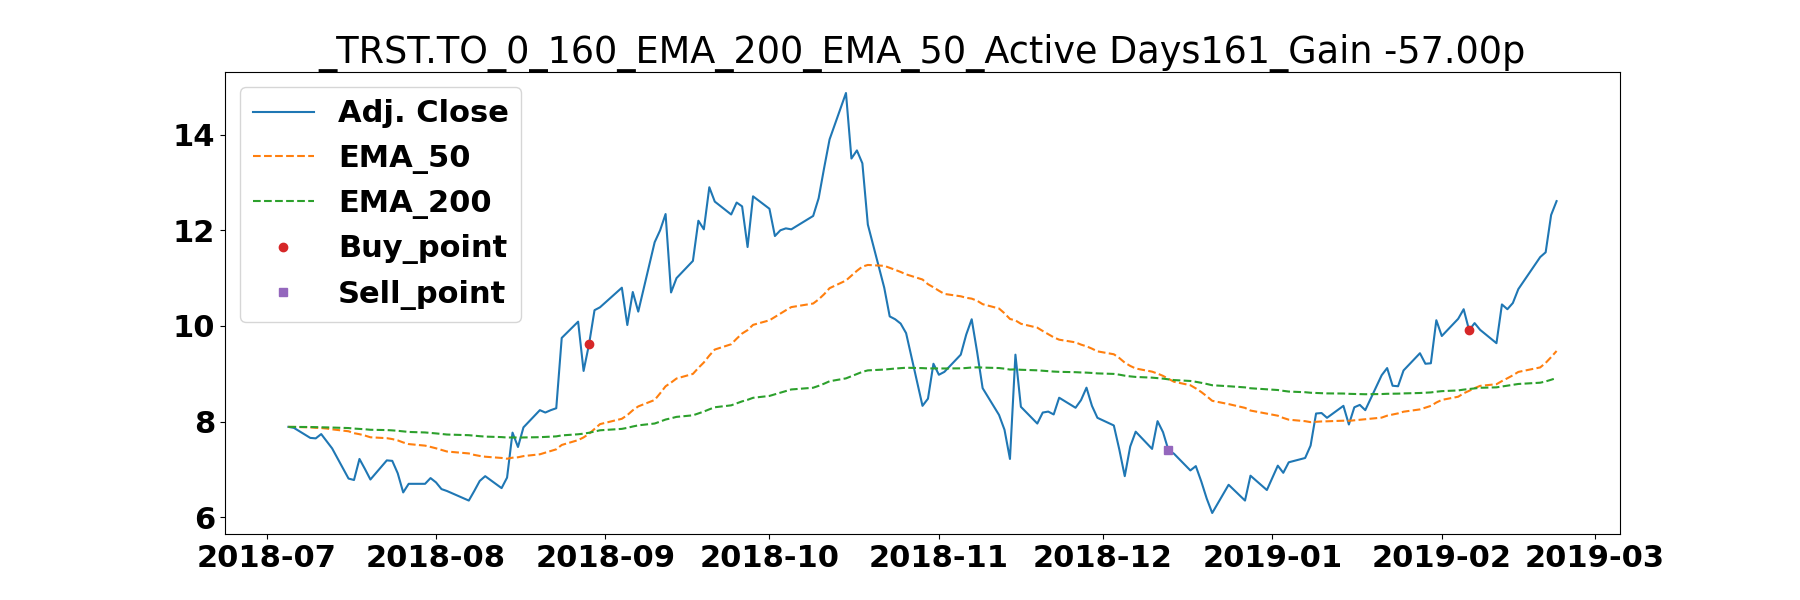 _TRST.TO_0_160_EMA_200_EMA_50_Active Days161_Gain -57.00p
Adj. Close
EMA_50
EMA_200
Buy_point
Sell_point
14
12
10
8
6
2018-07 2018-08 2018-09 2018-10 2018-11 2018-12 2019-01 2019-02 2019-03